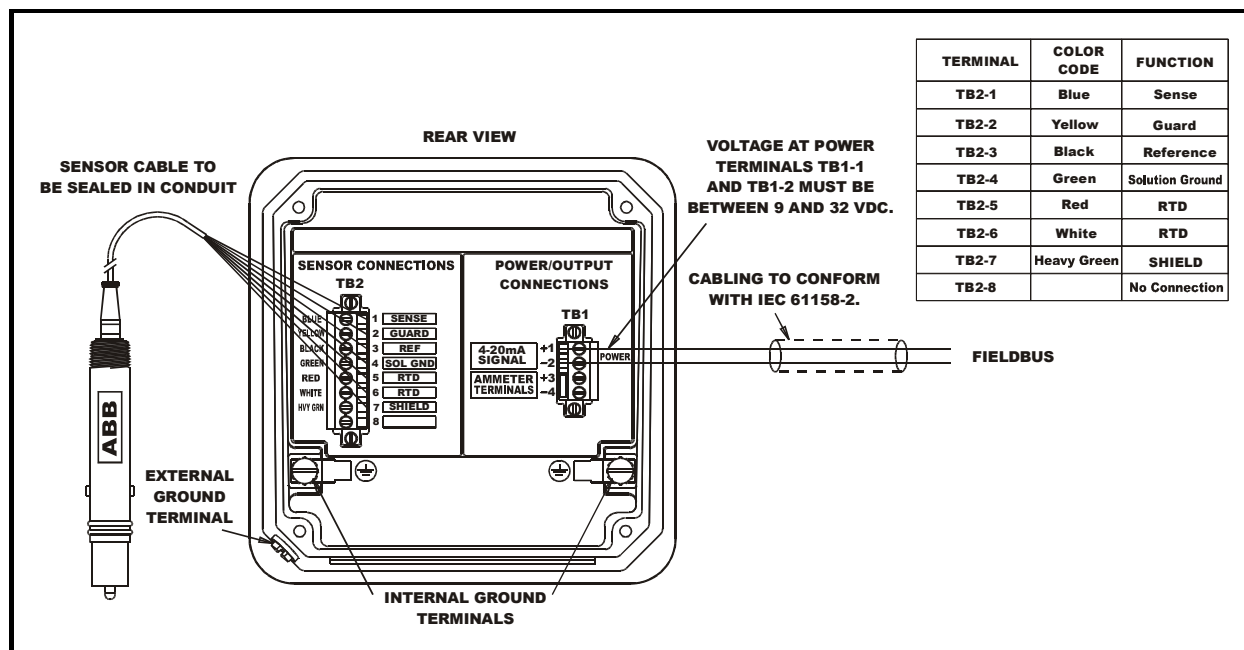 REAR VIEW
SENSOR CABLE TO
BE SEALED IN CONDUIT
VOLTAGE AT POWER
TERMINALS TB1-1
AND TB1-2 MUST BE
BETWEEN 9 AND 32 VDC.
TERMINAL COLOR CODE FUNCTION
TB2-1 Blue Sense
TB2-2 Yellow Guard
TB2-3 Black Reference
TB2-4 Green Solution Ground
TB2-5 Red RTD
TB2-6 White RTD
TB2-7 Heavy Green SHIELD
TB2-8 No Connection
SENSOR CONNECTIONS
TB2
BLUE 1 SENSE
YELLOW 2 GUARD
BLACK 3 REF
GREEN 4 SOL GND
RED 5 RTD
WHITE 6 RTD
HVY GRN 7 SHIELD
8
POWER/OUTPUT
CONNECTIONS
TB1
4-20mA
SIGNAL
+1
–2
POWER
AMMETER
TERMINALS
+3
–4
CABLING TO CONFORM
WITH IEC 61158-2.
FIELDBUS
ABB
EXTERNAL
GROUND
TERMINAL
INTERNAL GROUND
TERMINALS